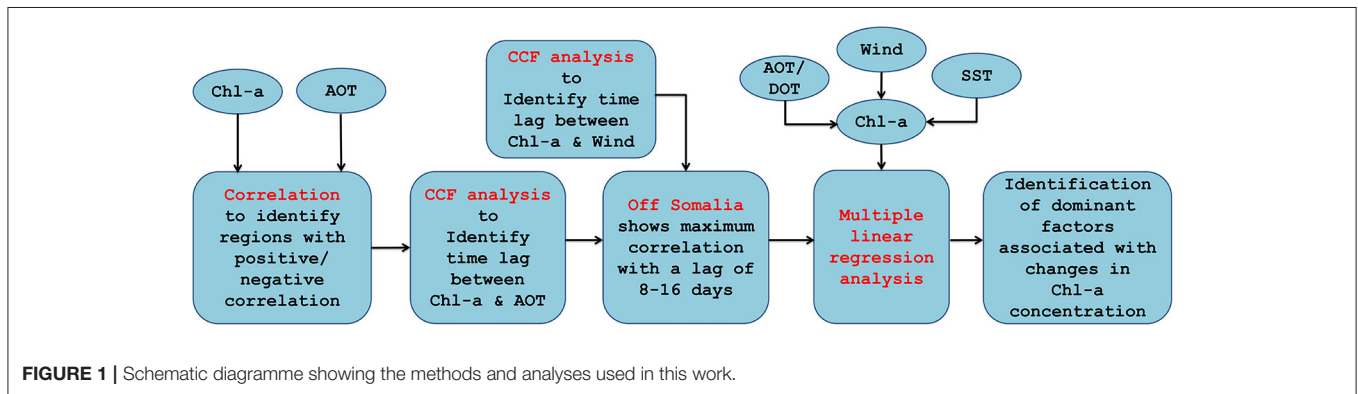 Chl-a
AOT
Correlation
to identify
regions with
positive/
negative
correlation
CCF analysis
to
Identify
time lag
between
Chl-a & AOT
CCF analysis
to
Identify time
lag between
Chl-a & Wind
Off Somalia
shows maximum
correlation
with a lag of
8-16 days
AOT/
DOT
Wind
SST
Chl-a
Multiple
linear
regression
analysis
Identification
of dominant
factors
associated with
changes in
Chl-a
concentration
FIGURE 1 | Schematic diagramme showing the methods and analyses used in this work.